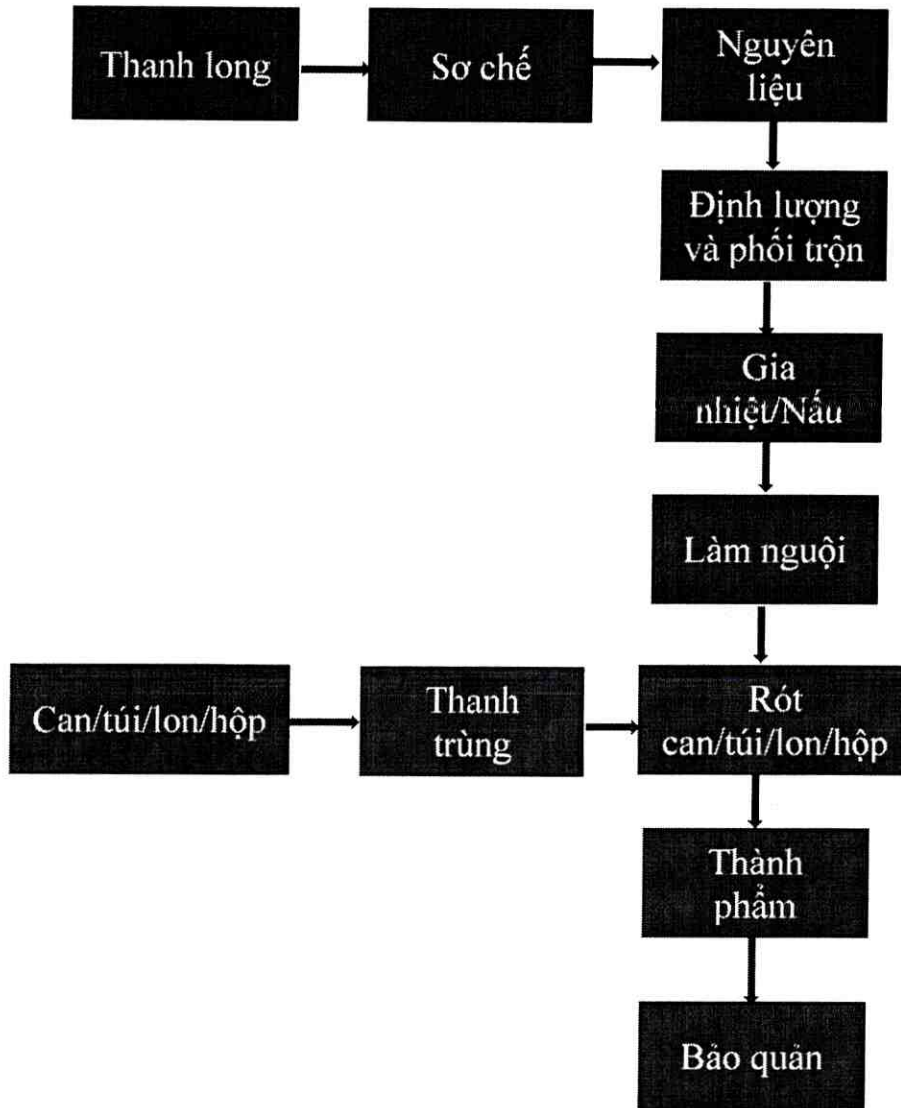 Thanh long
Sơ chế
Nguyên
liệu
Định lượng
và phối trộn
Gia
nhiệt/Nấu
Làm nguội
Can/túi/lon/hộp
Thanh
trùng
Rót
can/túi/lon/hộp
Thành
phẩm
Bảo quản